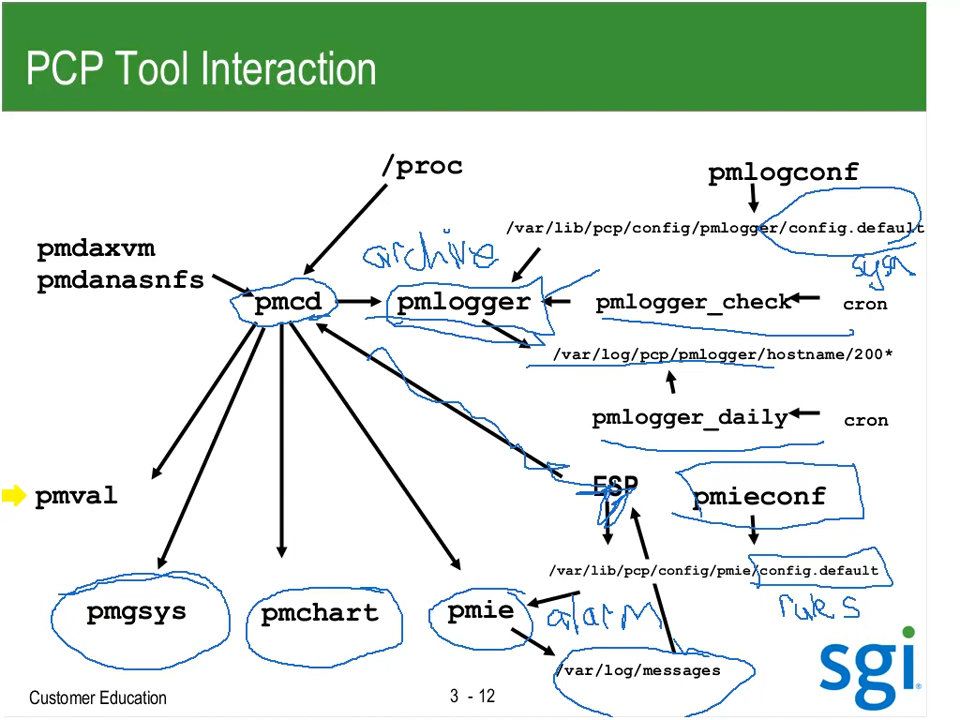 PCP Tool Interaction
/proc
pmlogconf
/var/lib/pcp/config/pmlogger/config.default
pmdaxvm
pmdanasnfs
archive
pmcd
pmlogger
pmlogger_check
cron
/var/log/pcp/pmlogger/hostname/200*
pmlogger_daily
cron
pmval
ESP
pmieconf
/var/lib/pcp/config/pmie/config.default
pmgsys
pmchart
pmie
alarm
rules
/var/log/messages
sgi
Customer Education
3 - 12